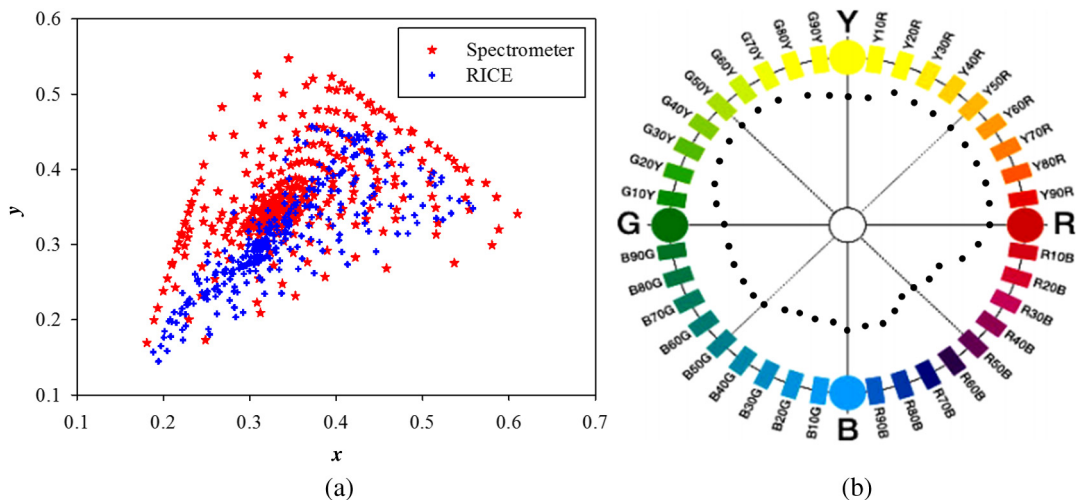 0.6
0.5
0.4
0.3
0.2
0.1
0.1
0.2
0.3
0.4
0.5
0.6
0.7
y
x
Spectrometer
RICE
(a)
Y
Y10R
Y20R
Y30R
Y40R
Y50R
Y60R
Y70R
Y80R
Y90R
R
R10B
R20B
R30B
R40B
R50B
R60B
R70B
R80B
R90B
B
B10G
B20G
B30G
B40G
B50G
B60G
B70G
B80G
B90G
G
G10Y
G20Y
G30Y
G40Y
G50Y
G60Y
G70Y
G80Y
G90Y
(b)